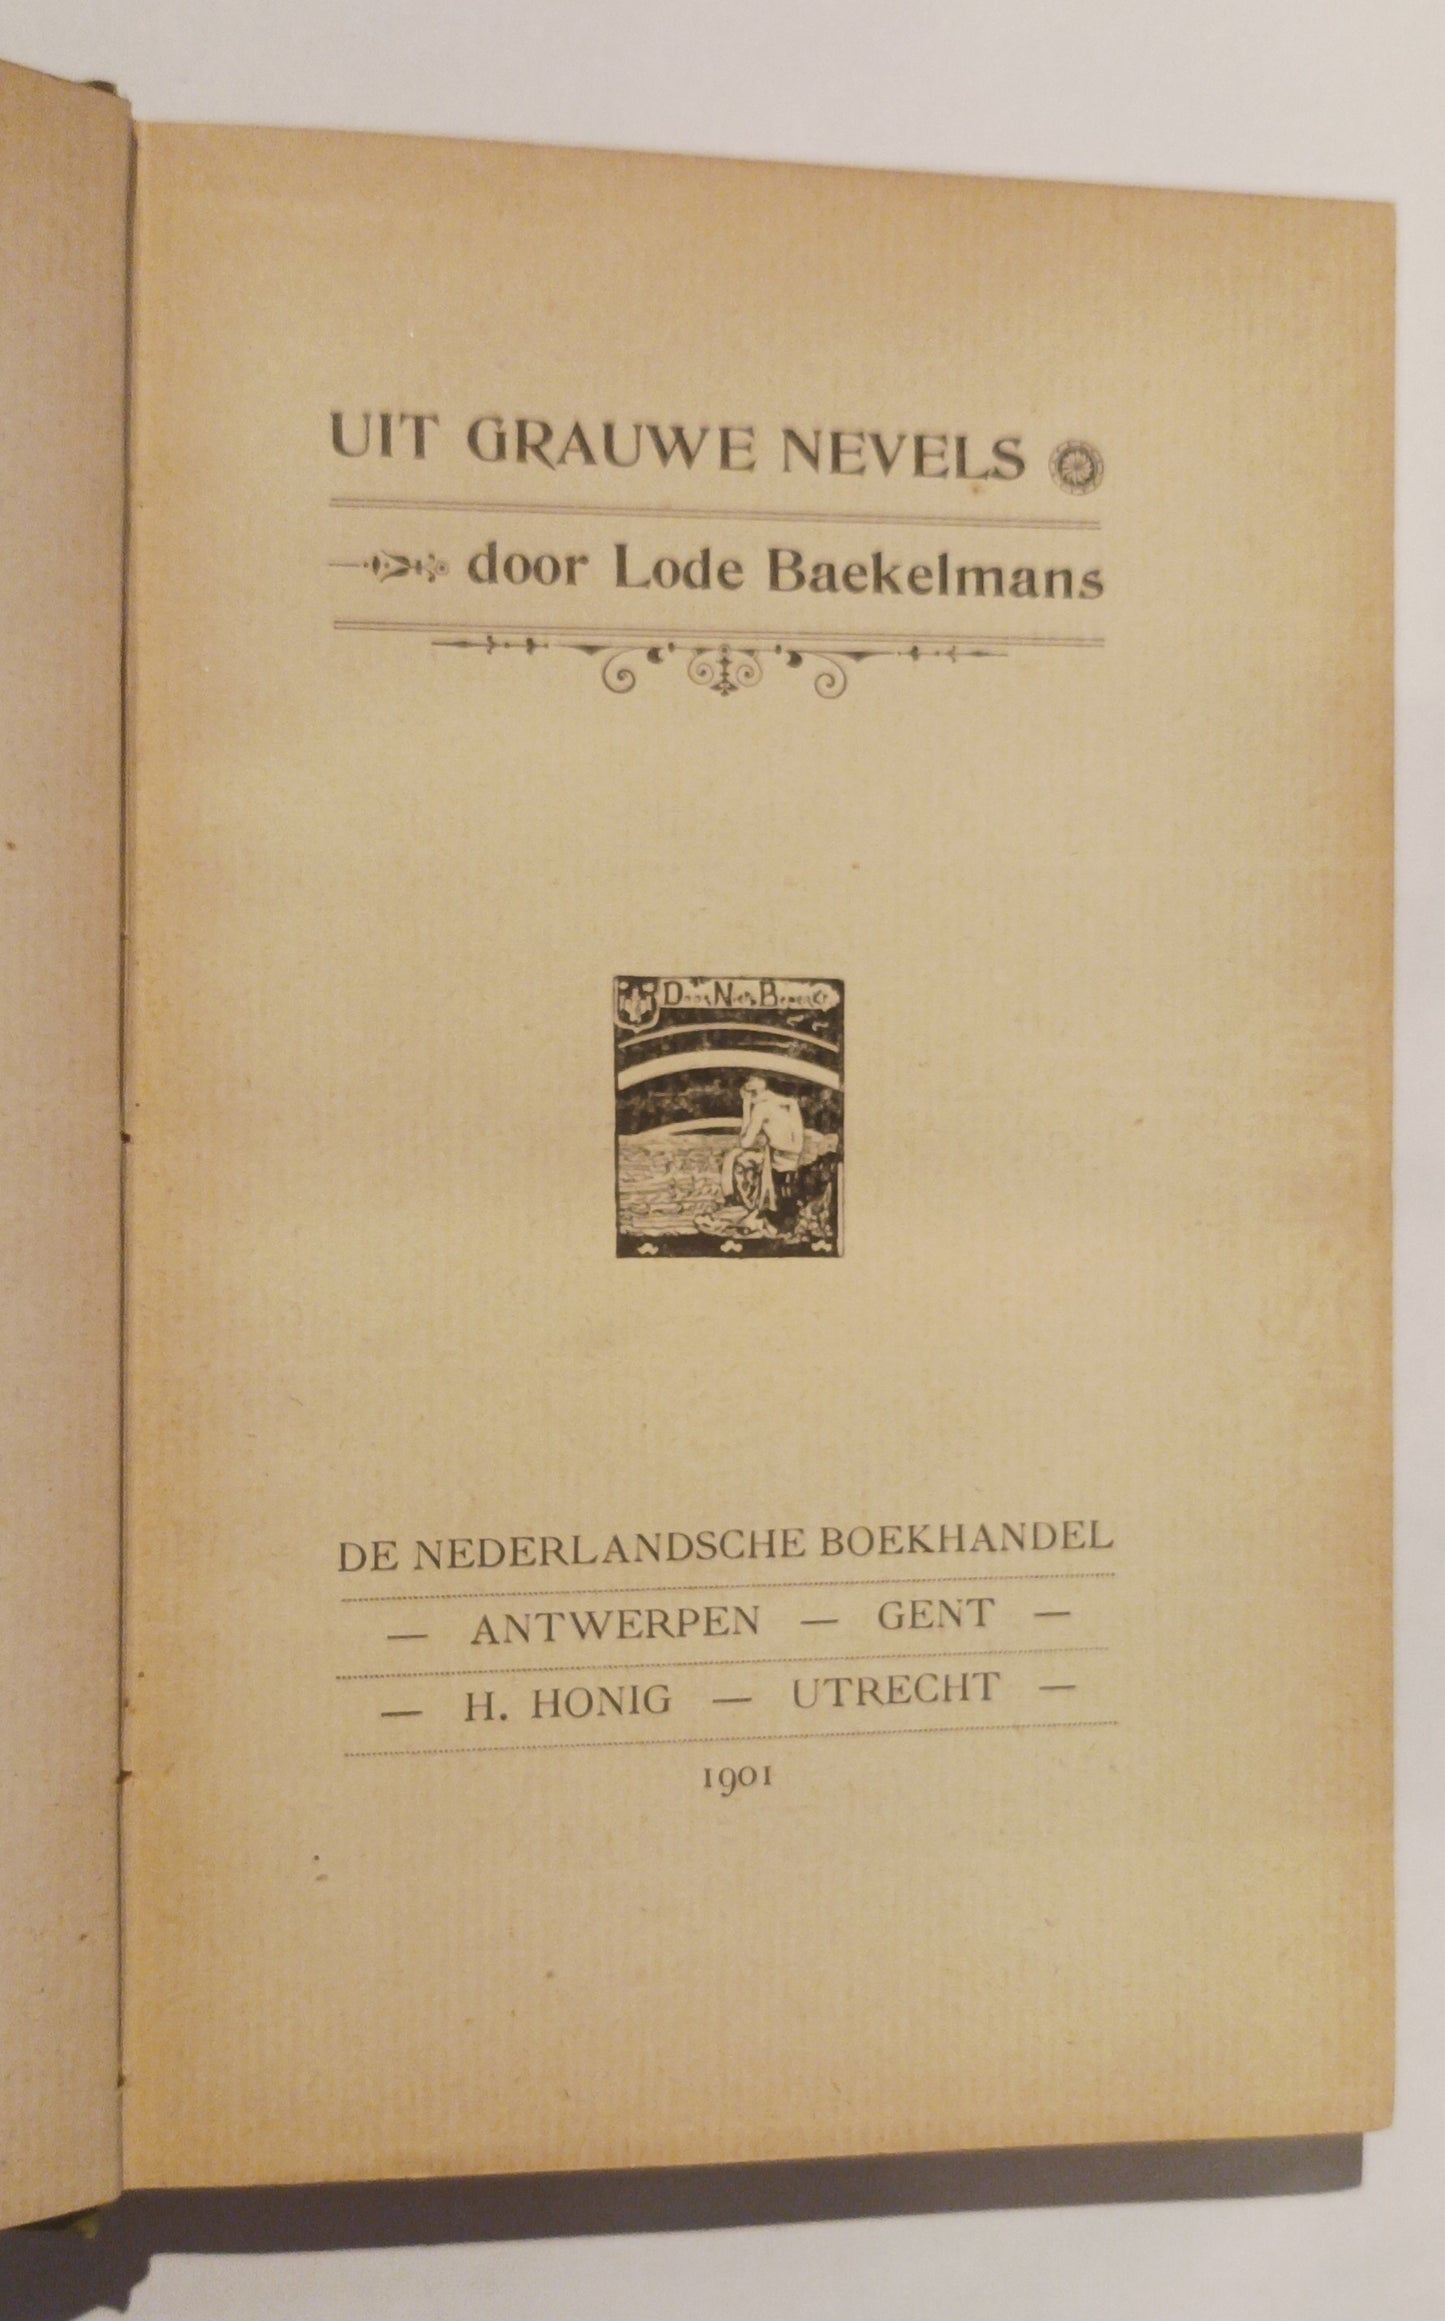 UIT GRAUWE NEVELS
door Lode Baekelmans
DE NEDERLANDSCHE BOEKHANDEL
— ANTWERPEN — GENT —
— H. HONIG — UTRECHT —
1901